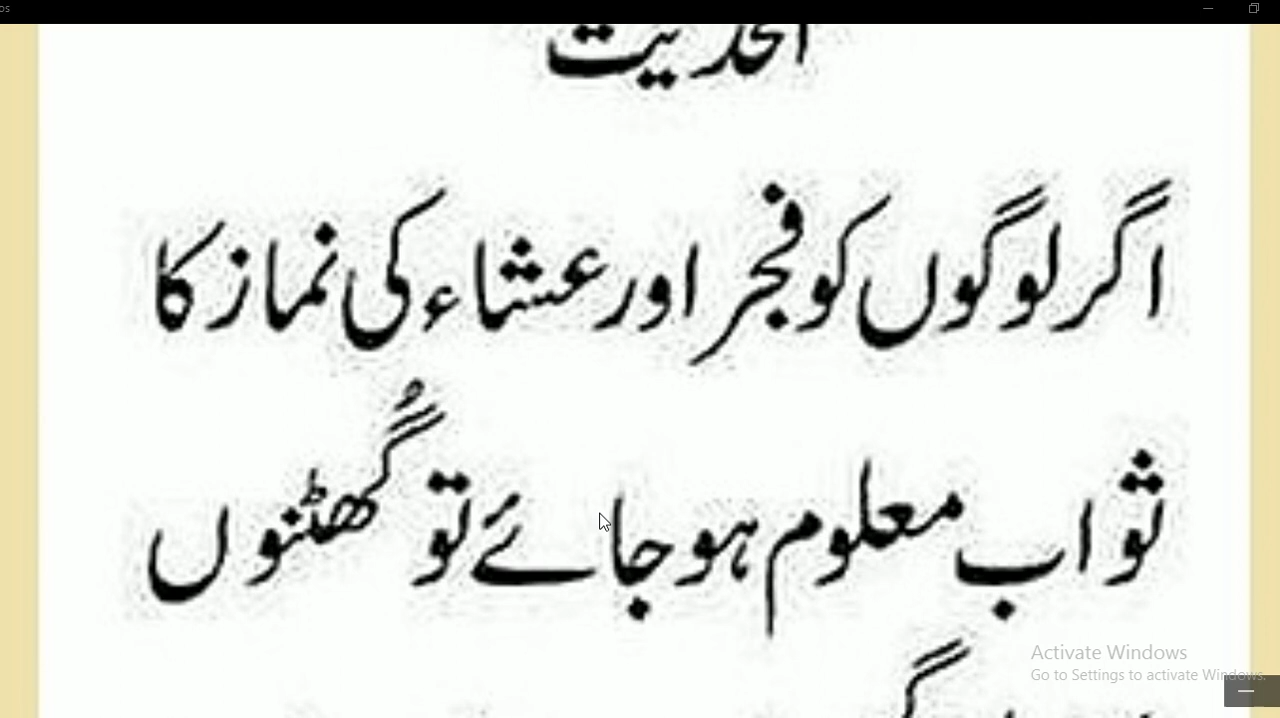 الحدیث
اگر لوگوں کو فجر اور عشاء کی نماز کا
ثواب معلوم ہو جائے تو گُھٹنوں
Activate Windows
Go to Settings to activate Windows.